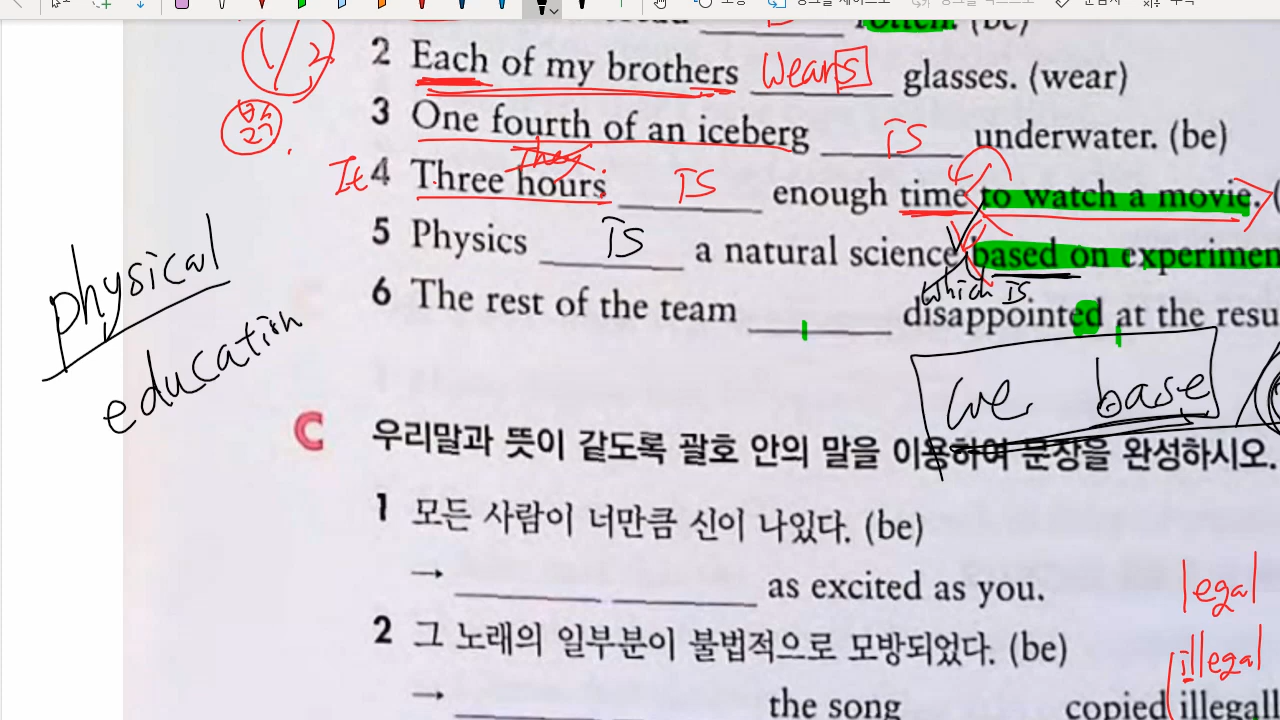 (be)
2 Each of my brothers wears glasses. (wear)
3 One fourth of an iceberg is underwater. (be)
It 4 Three hours is enough time to watch a movie.
They
5 Physics is a natural science based on experimen
which is
6 The rest of the team disappointed at the resu
physical
education
we base
C 우리말과 뜻이 같도록 괄호 안의 말을 이용하여 문장을 완성하시오.
1 모든 사람이 너만큼 신이 나있다. (be)
→ as excited as you.
2 그 노래의 일부분이 불법적으로 모방되었다. (be)
→ the song copied illegall
legal
illegal